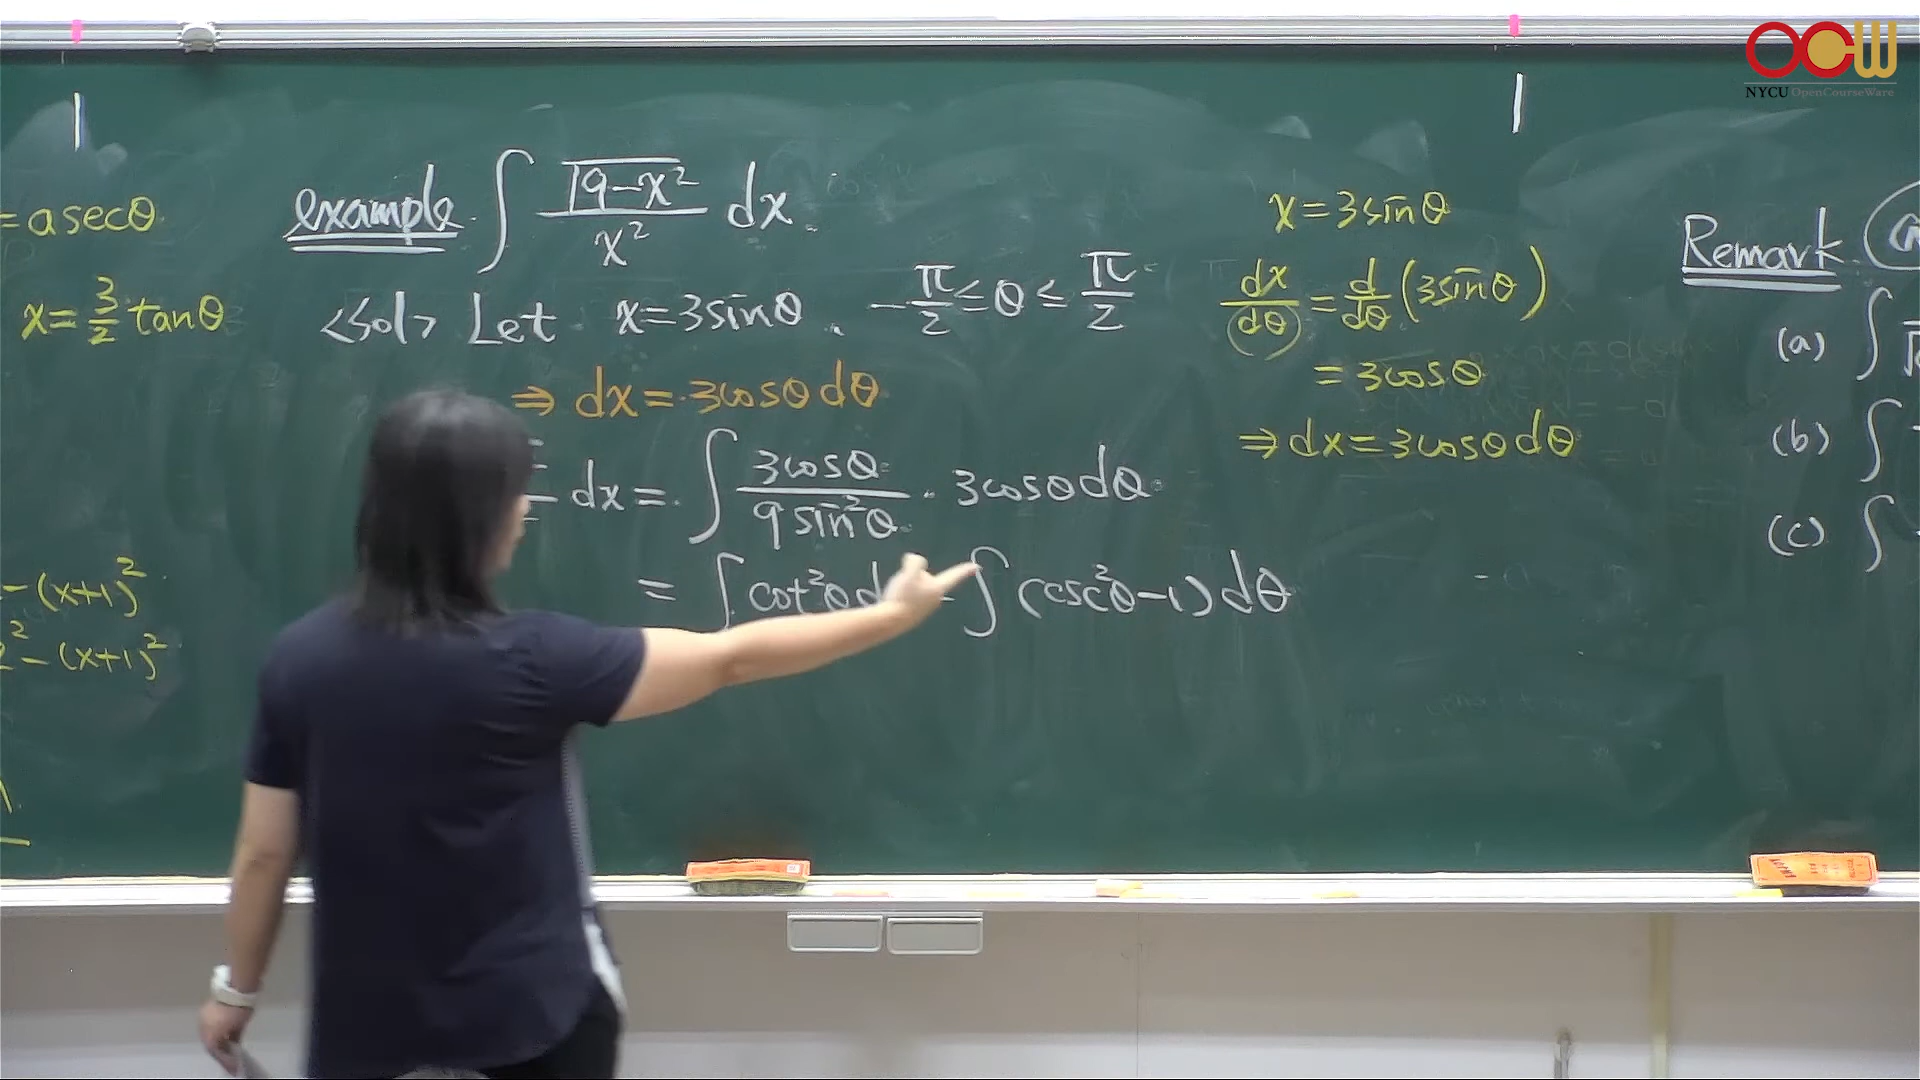 OCW
NYCU OpenCourseWare
= a secθ
x = 3/2 tanθ
- (x+1)²
2² - (x+1)²
example. ∫ √(9-x²)/x² dx.
<sol> Let x = 3sinθ, -π/2 ≤ θ ≤ π/2
⇒ dx = 3cosθ dθ
dx = ∫ 3cosθ/(9sin²θ) · 3cosθ dθ
= ∫ cot²θ d = ∫ (csc²θ - 1) dθ
x = 3sinθ
dx/dθ = d/dθ (3sinθ)
= 3cosθ
⇒ dx = 3cosθ dθ
Remark.
(a) ∫
(b) ∫
(c) ∫